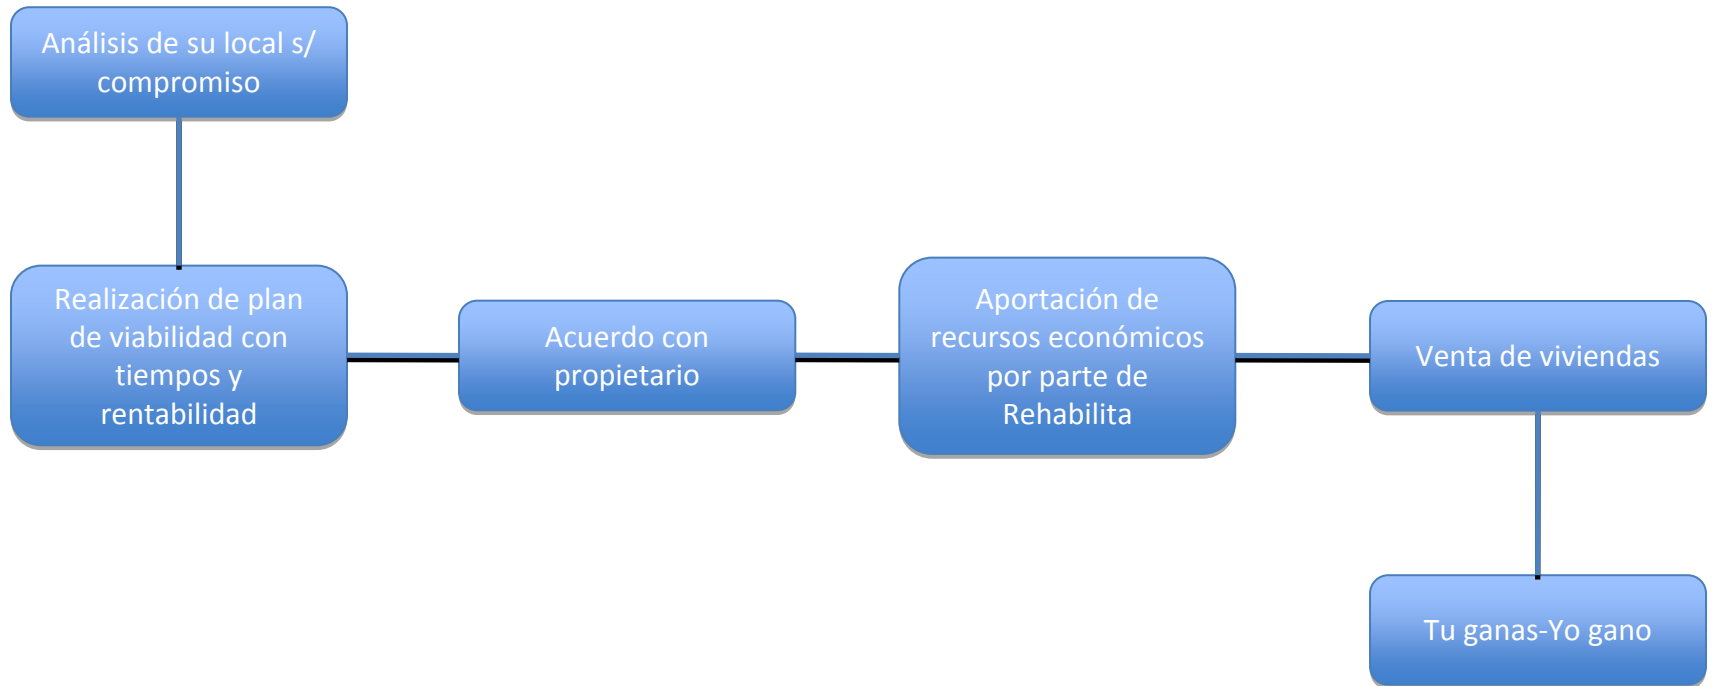 Análisis de su local s/
compromiso
Realización de plan
de viabilidad con
tiempos y
rentabilidad
Acuerdo con
propietario
Aportación de
recursos económicos
por parte de
Rehabilita
Venta de viviendas
Tu ganas-Yo gano